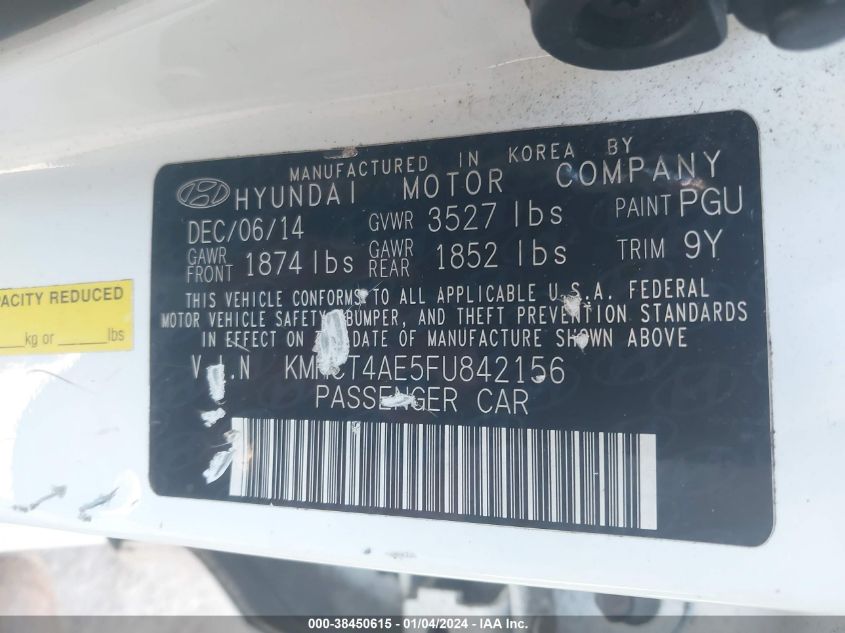 MANUFACTURED IN KOREA BY
HYUNDAI MOTOR COMPANY
DEC/06/14 GVWR 3527 lbs PAINT PGU
GAWR FRONT 1874 lbs GAWR REAR 1852 lbs TRIM 9Y
THIS VEHICLE CONFORMS TO ALL APPLICABLE U.S.A. FEDERAL
MOTOR VEHICLE SAFETY, BUMPER, AND THEFT PREVENTION STANDARDS
IN EFFECT ON DATE OF MANUFACTURE SHOWN ABOVE
V.I.N KMHCT4AE5FU842156
PASSENGER CAR
REDUCED
kg or lbs
000-38450615 - 01/04/2024 - IAA Inc.